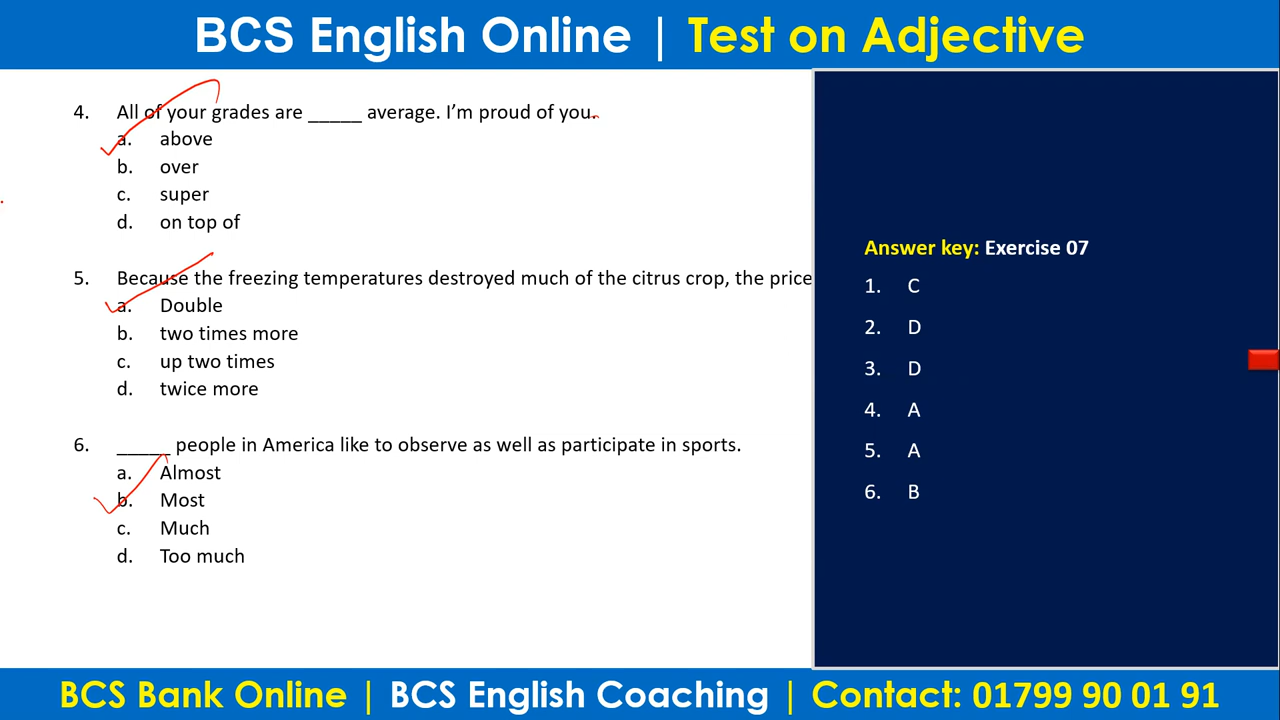 BCS English Online | Test on Adjective
4. All of your grades are _____ average. I'm proud of you.
a. above
b. over
c. super
d. on top of
5. Because the freezing temperatures destroyed much of the citrus crop, the price
a. Double
b. two times more
c. up two times
d. twice more
6. _____ people in America like to observe as well as participate in sports.
a. Almost
b. Most
c. Much
d. Too much
Answer key: Exercise 07
1. C
2. D
3. D
4. A
5. A
6. B
BCS Bank Online | BCS English Coaching | Contact: 01799 90 01 91